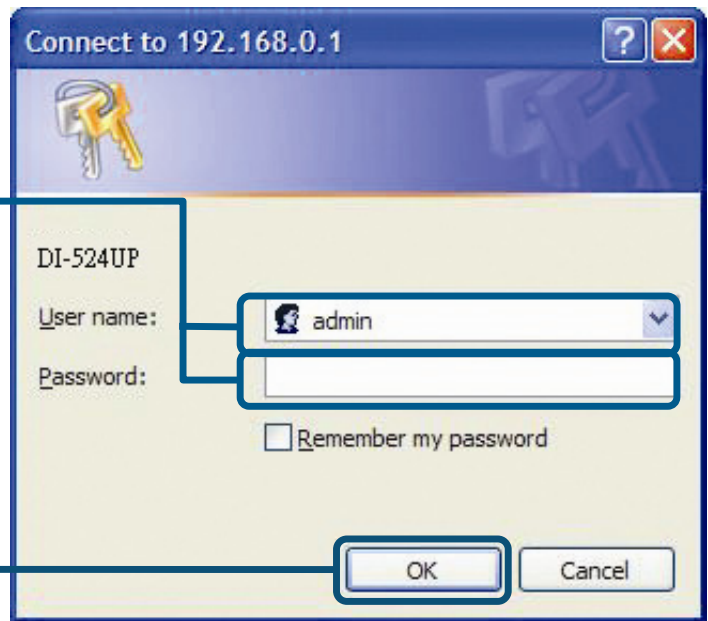 Connect to 192.168.0.1
DI-524UP
User name:
admin
Password:
Remember my password
OK
Cancel